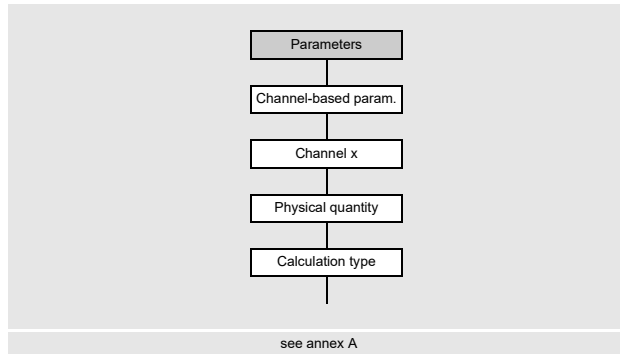 Parameters
Channel-based param.
Channel x
Physical quantity
Calculation type
see annex A